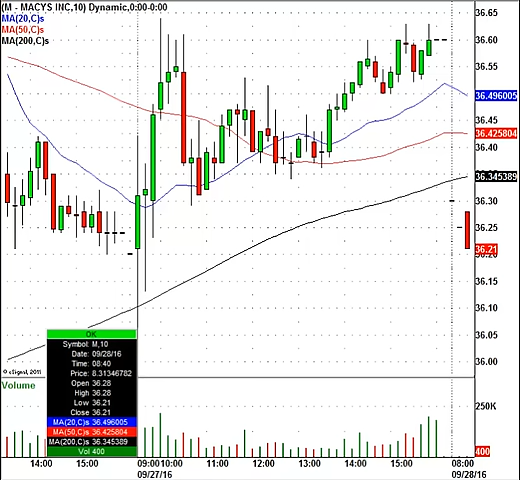 (M - MACYS INC,10) Dynamic,0:00-0:00
MA(20,C)s
MA(50,C)s
MA(200,C)s
36.65
36.60
36.55
36.496005
36.45
36.425804
36.40
36.345389
36.30
36.25
36.21
36.15
36.10
36.05
36.00
© eSignal, 2011
OK
Symbol: M,10
Date: 09/28/16
Time: 08:40
Price: 8.31346782
Open 36.28
High 36.28
Low 36.21
Close 36.21
MA(20,C)s 36.496005
MA(50,C)s 36.425804
MA(200,C)s 36.345389
Vol 400
Volume
250K
400
14:00 15:00 09:00 10:00 11:00 12:00 13:00 14:00 15:00 08:00
09/27/16 09/28/16